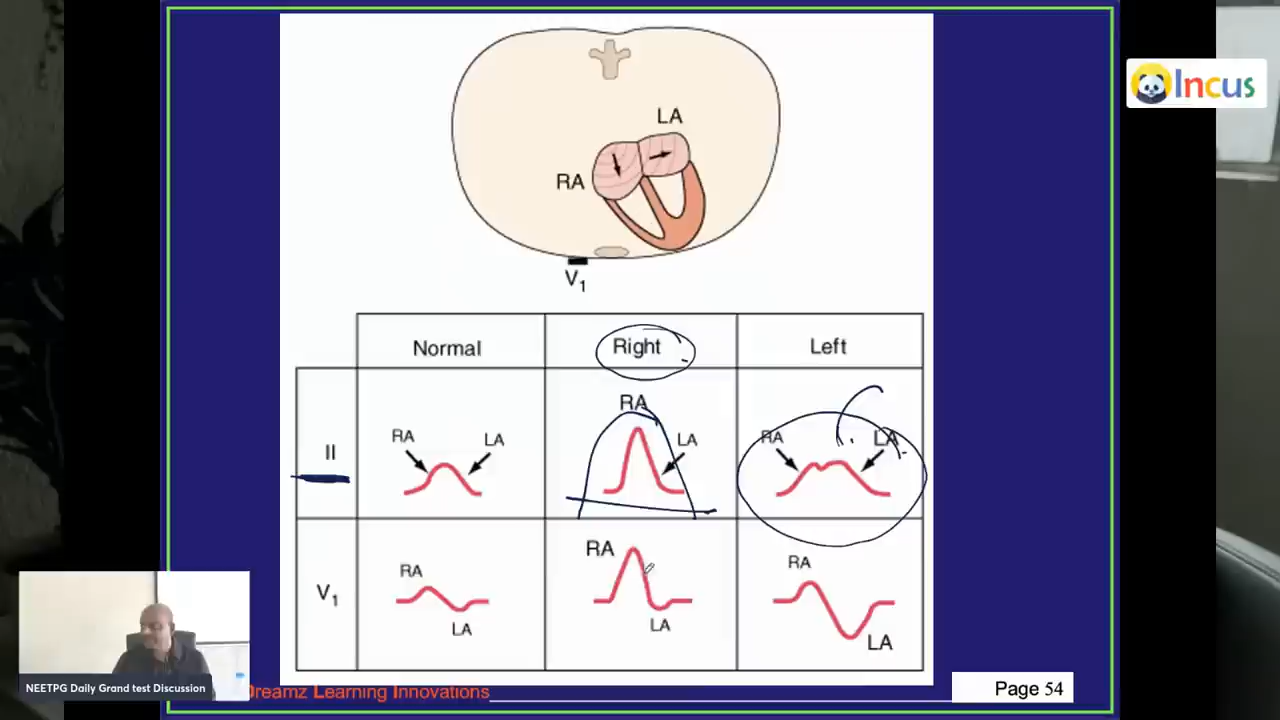 Incus
LA
RA
V1
Normal Right Left
II
RA LA
RA LA
RA LA
V1
RA LA
RA LA
RA LA
NEETPG Daily Grand test Discussion
Dreamz Learning Innovations
Page 54